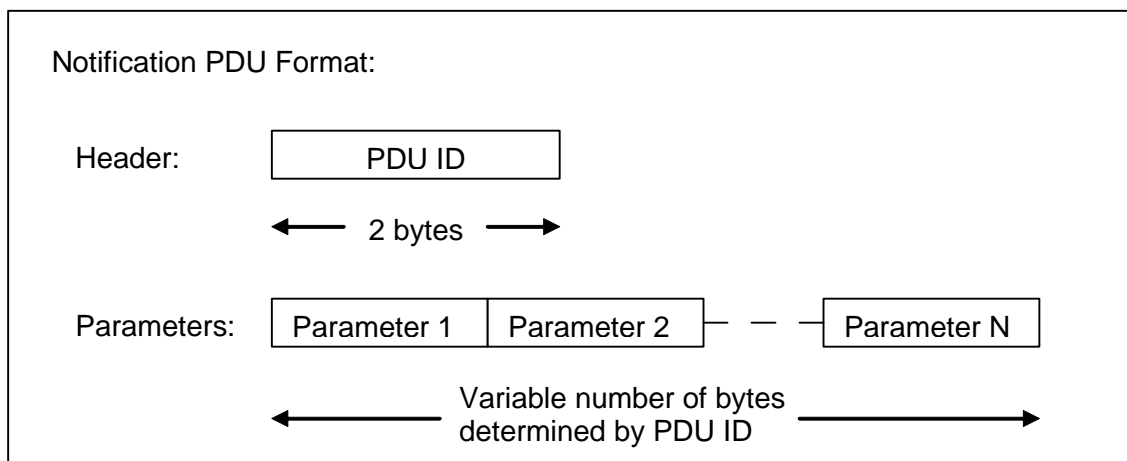 Notification PDU Format:
Header:
PDU ID
2 bytes
Parameters:
Parameter 1
Parameter 2
Parameter N
Variable number of bytes
determined by PDU ID